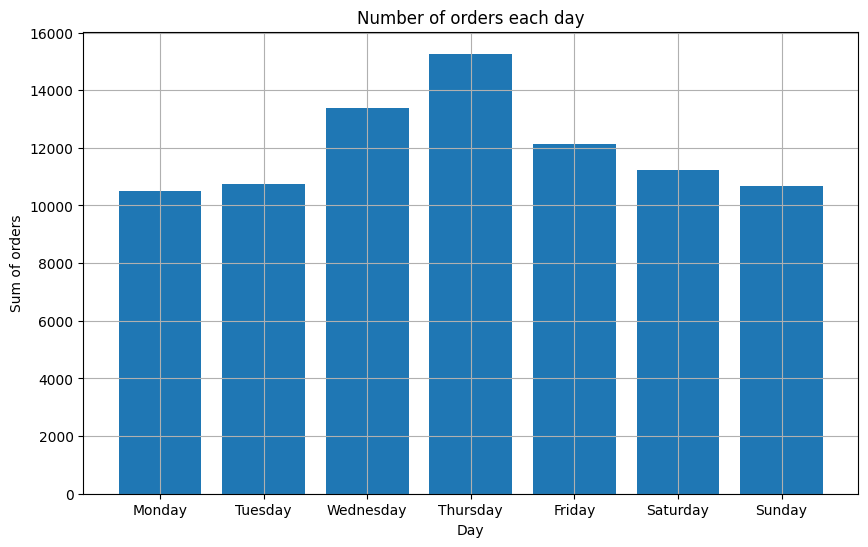 Number of orders each day
Sum of orders
16000
14000
12000
10000
8000
6000
4000
2000
0
Monday Tuesday Wednesday Thursday Friday Saturday Sunday
Day